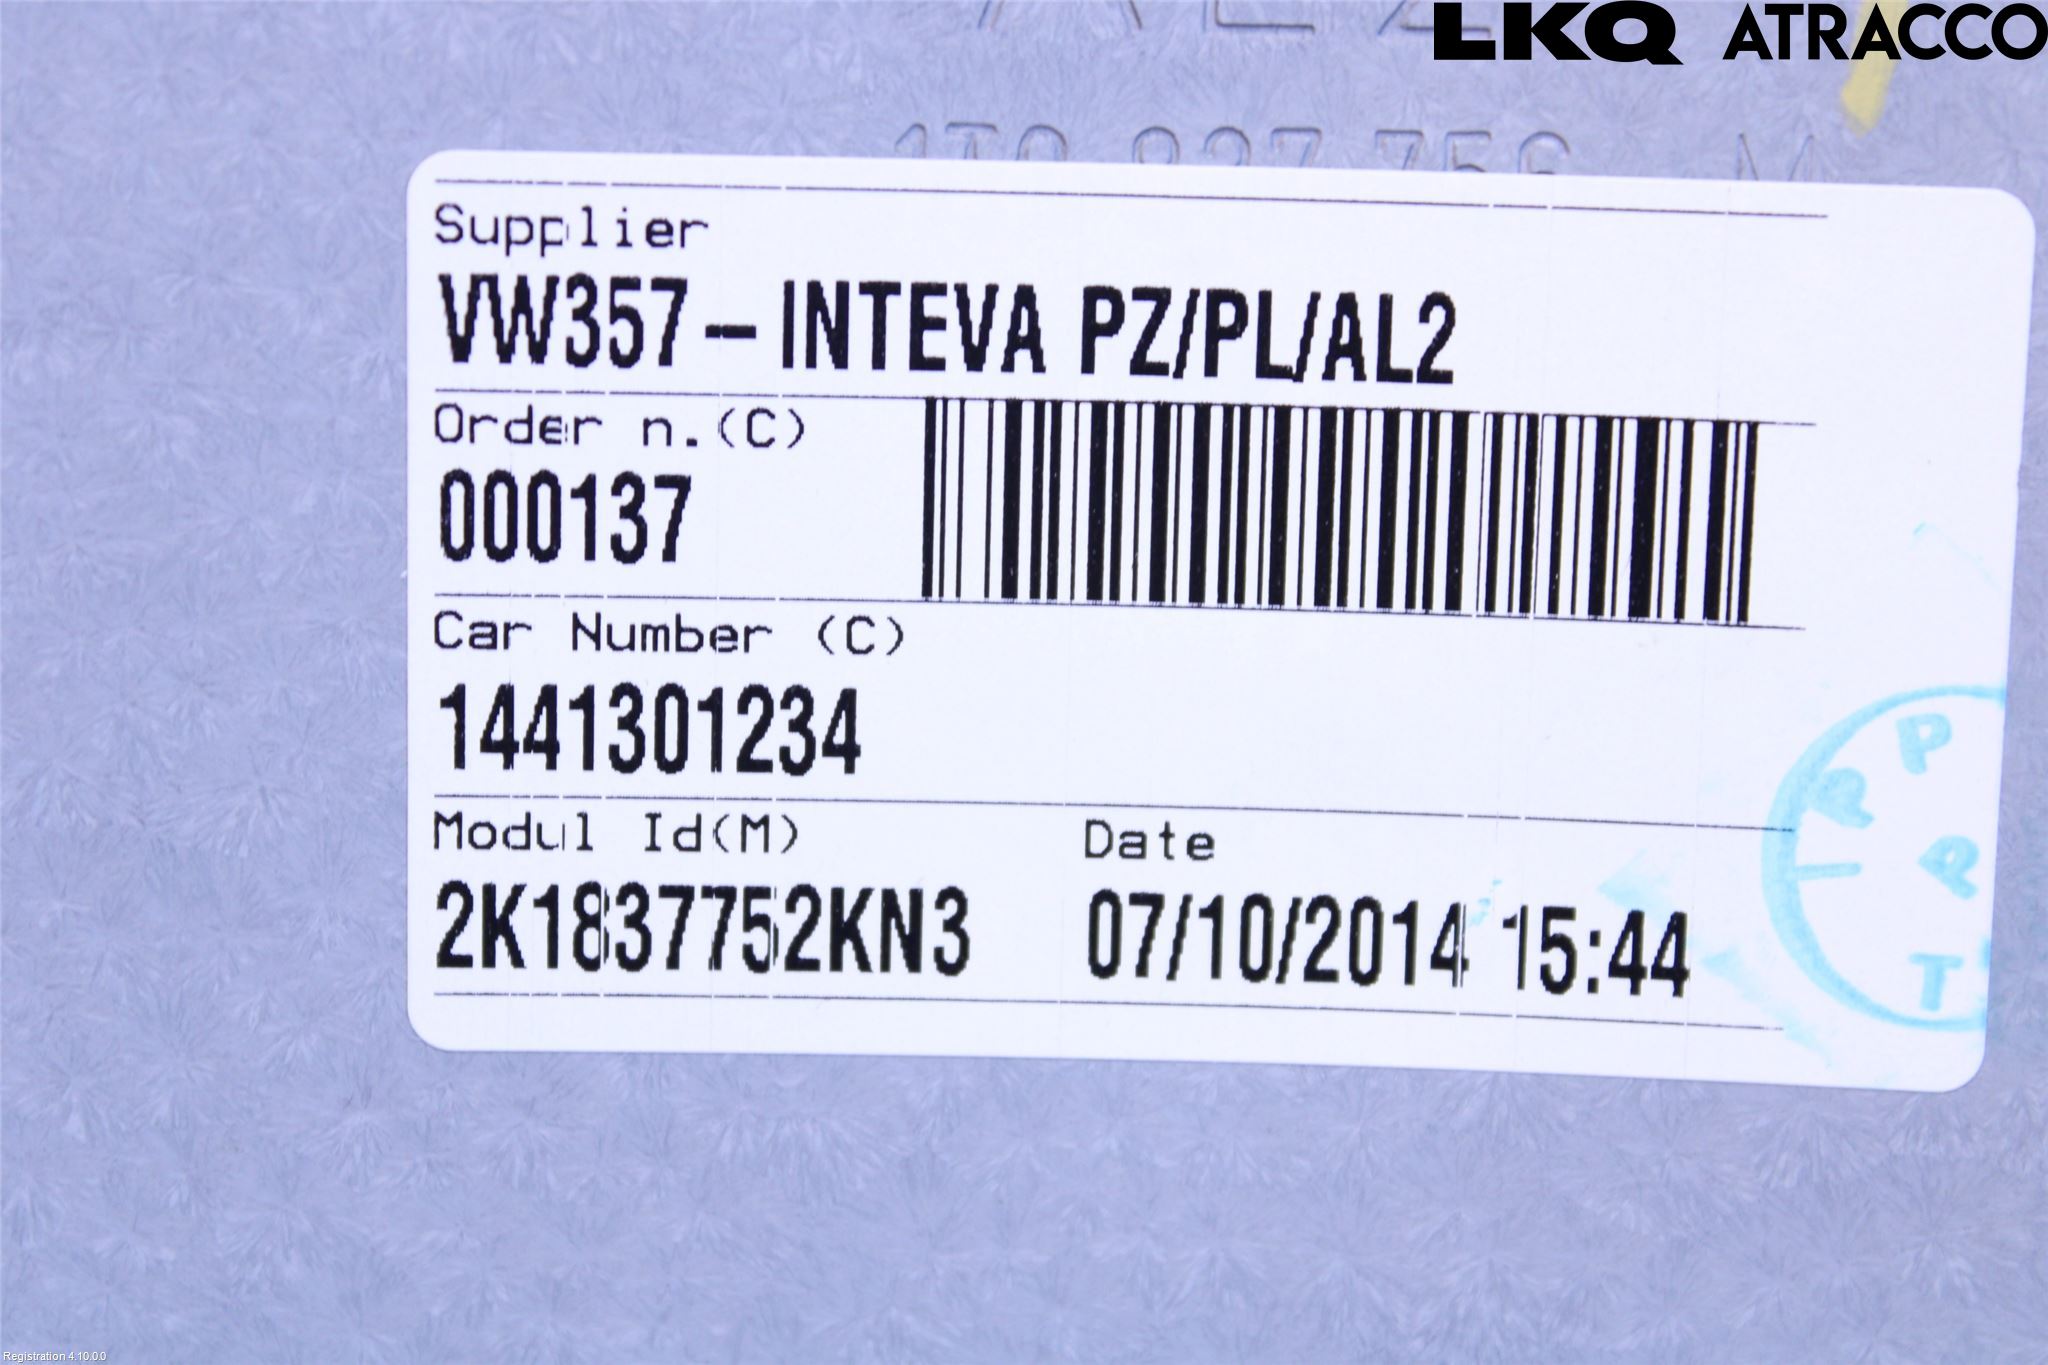 LKQ ATRACCO
Supplier
VW357 - INTEVA PZ/PL/AL2
Order n.(C)
000137
Car Number (C)
1441301234
Modul Id(M) Date
2K1837752KN3 07/10/2014 15:44
P
R
R
T
Registration 4.10.0.0